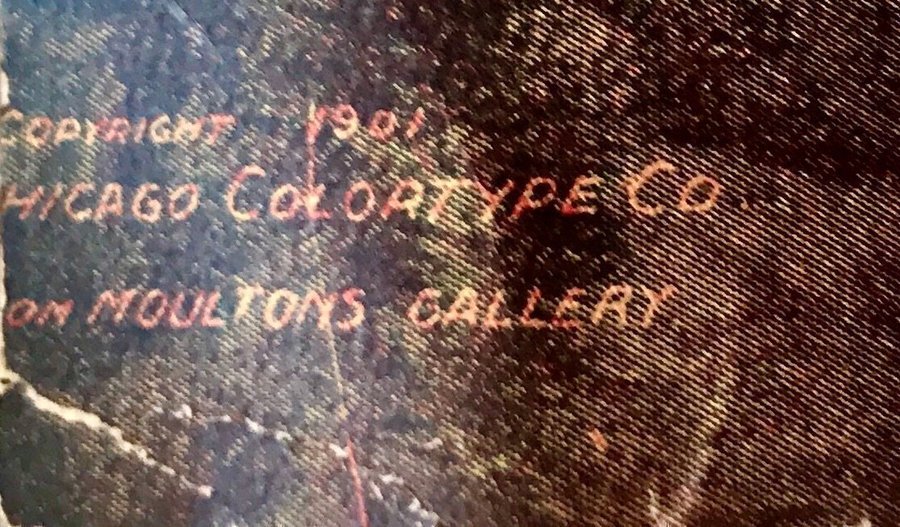 COPYRIGHT 1901
HICAGO COLORTYPE CO.
OM MOULTONS GALLERY